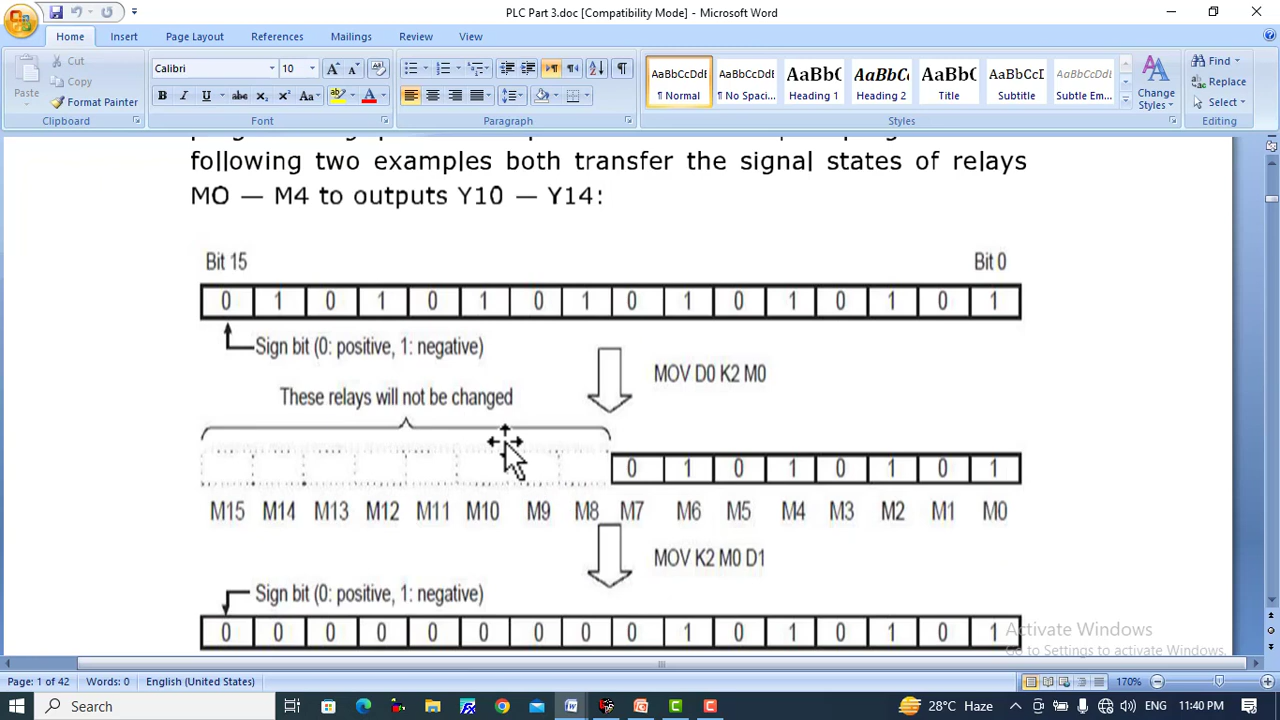 PLC Part 3.doc [Compatibility Mode] - Microsoft Word
Home Insert Page Layout References Mailings Review View
Cut
Copy
Format Painter
Paste
Calibri 10
AaBbCcDdE AaBbCcDdE AaBbC AaBbCc AaBbC AaBbCcDdE AaBbCcDdE
¶ Normal ¶ No Spaci... Heading 1 Heading 2 Title Subtitle Subtle Em...
Change Styles
Find
Replace
Select
Clipboard Font Paragraph Styles Editing
following two examples both transfer the signal states of relays
M0 — M4 to outputs Y10 — Y14:
Bit 15 Bit 0
0 1 0 1 0 1 0 1 0 1 0 1 0 1 0 1
Sign bit (0: positive, 1: negative)
MOV D0 K2 M0
These relays will not be changed
0 1 0 1 0 1 0 1
M15 M14 M13 M12 M11 M10 M9 M8 M7 M6 M5 M4 M3 M2 M1 M0
MOV K2 M0 D1
Sign bit (0: positive, 1: negative)
0 0 0 0 0 0 0 0 0 1 0 1 0 1 0 1
Activate Windows
Go to Settings to activate Windows.
Page: 1 of 42 Words: 0 English (United States) 170%
Search 28°C Haze ENG 11:40 PM